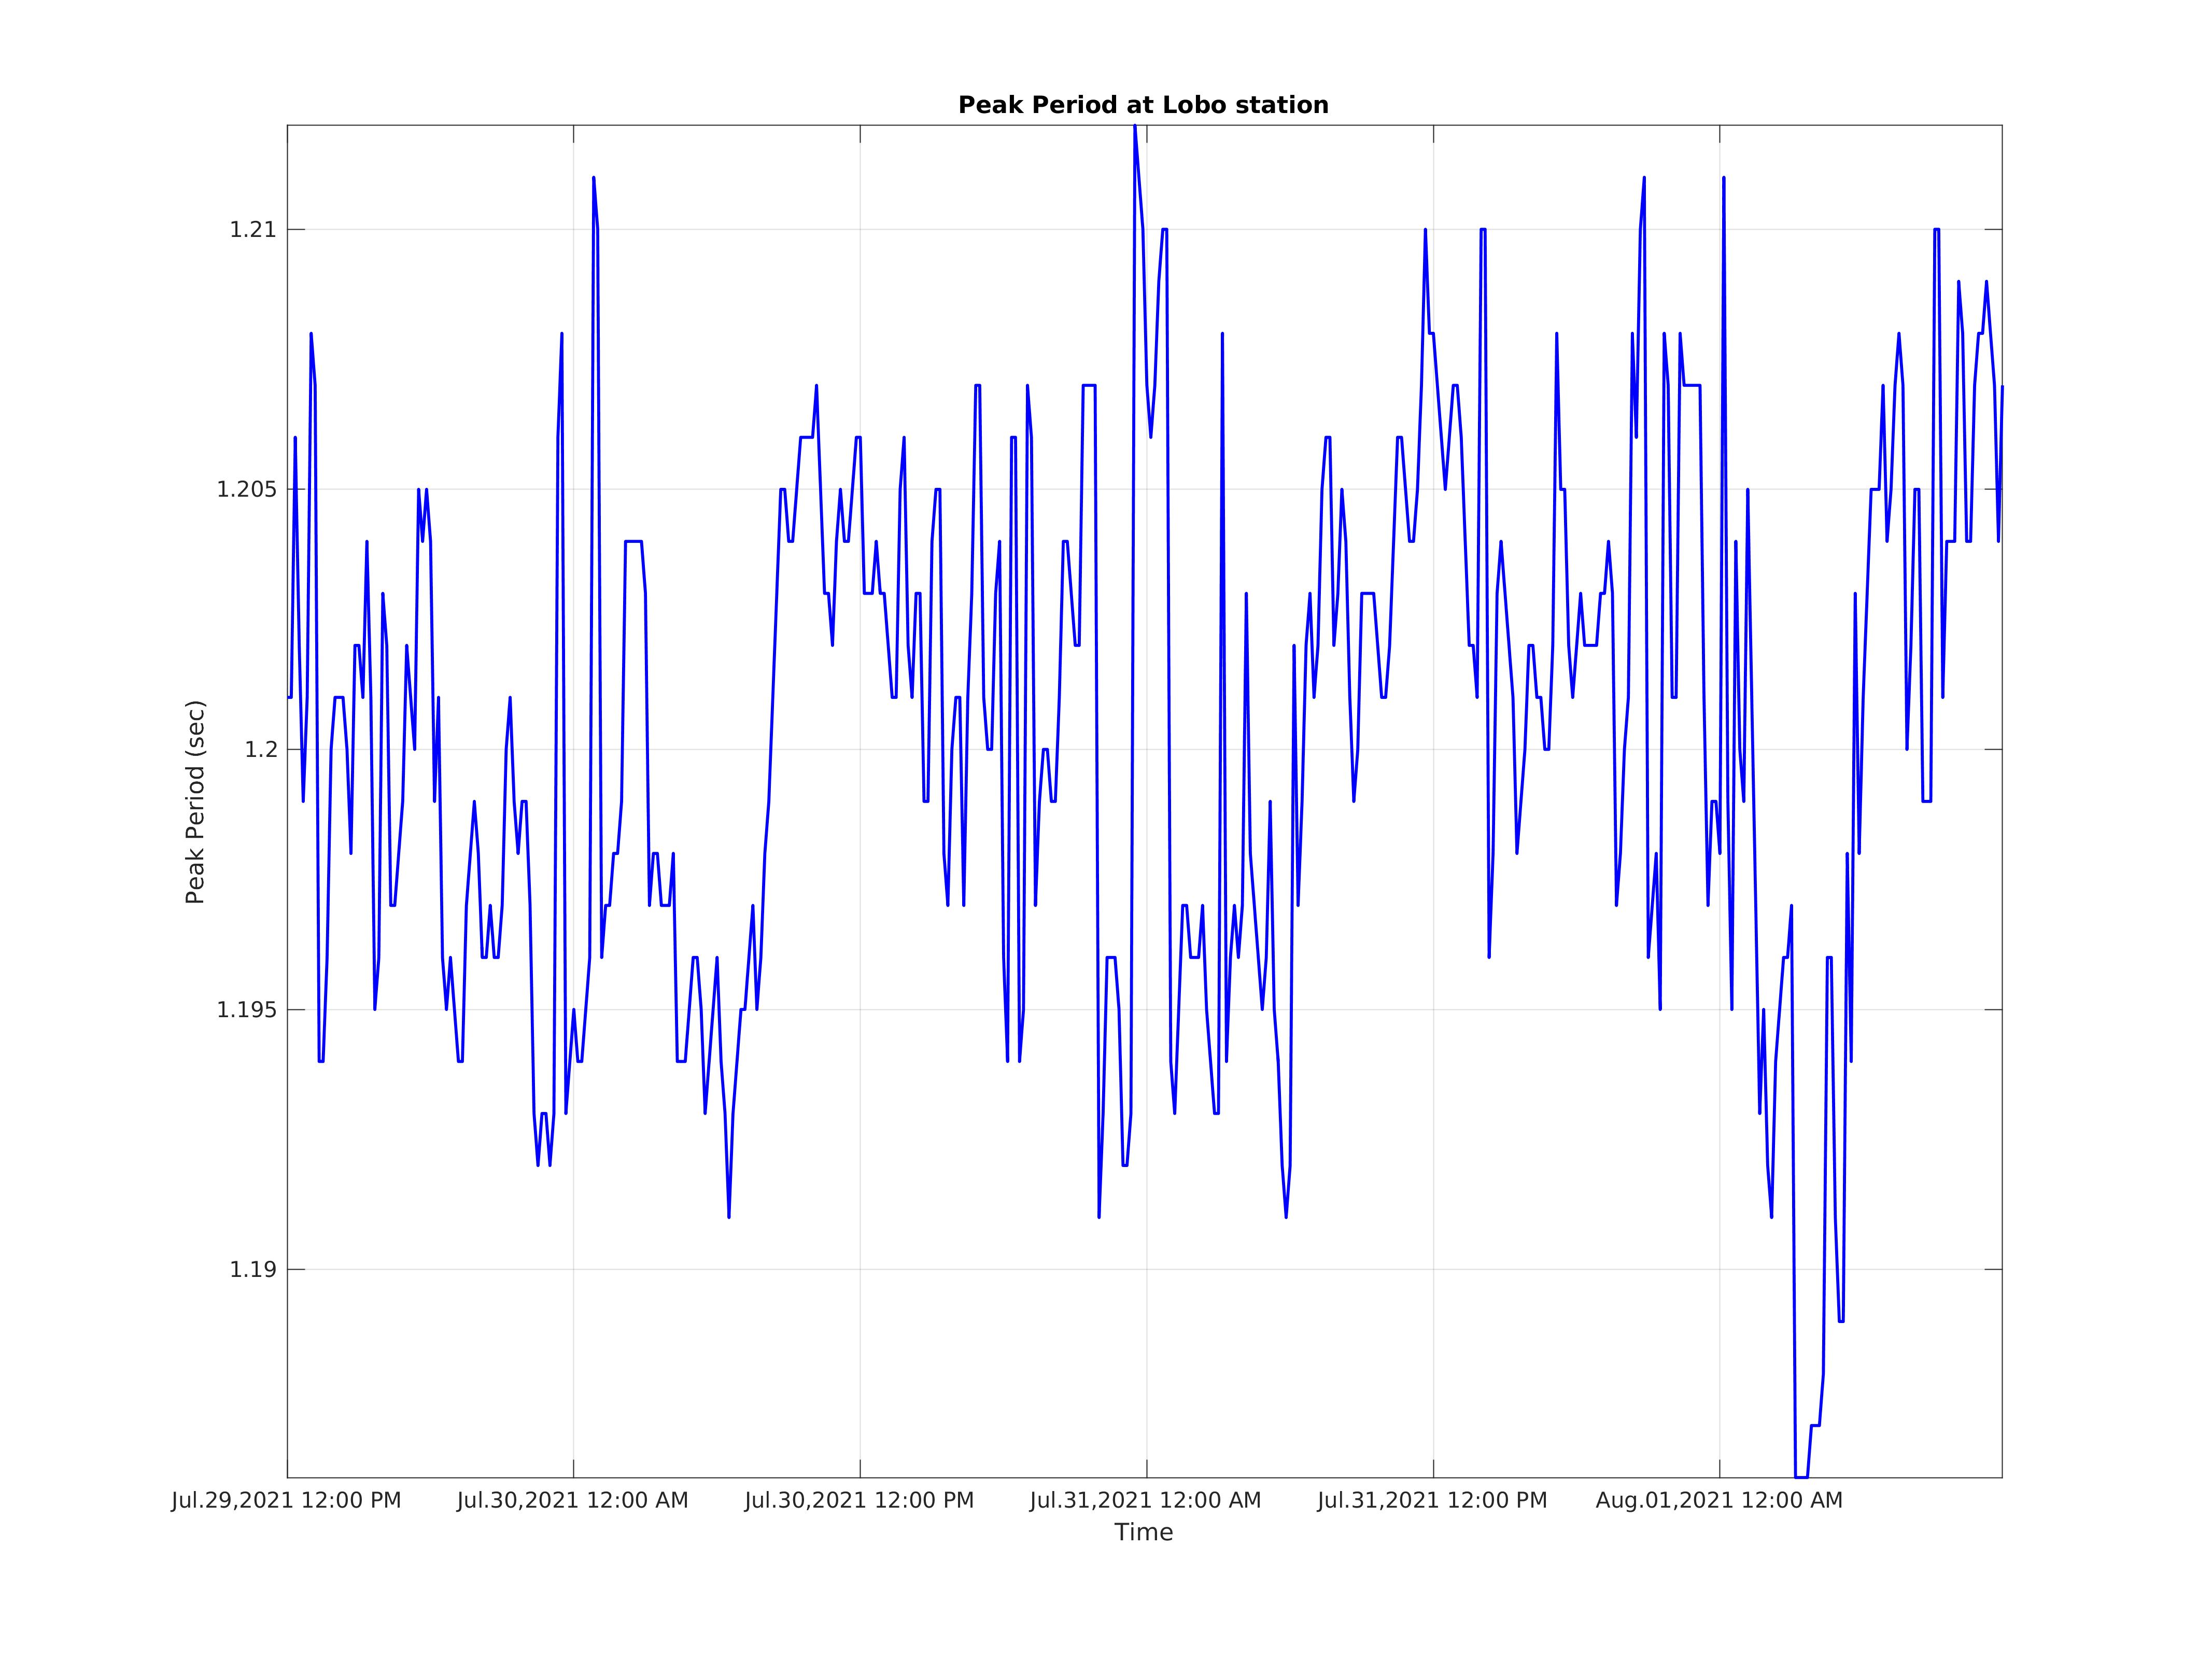 Peak Period at Lobo station
1.21
1.205
1.2
1.195
1.19
Peak Period (sec)
Jul.29,2021 12:00 PM
Jul.30,2021 12:00 AM
Jul.30,2021 12:00 PM
Jul.31,2021 12:00 AM
Jul.31,2021 12:00 PM
Aug.01,2021 12:00 AM
Time